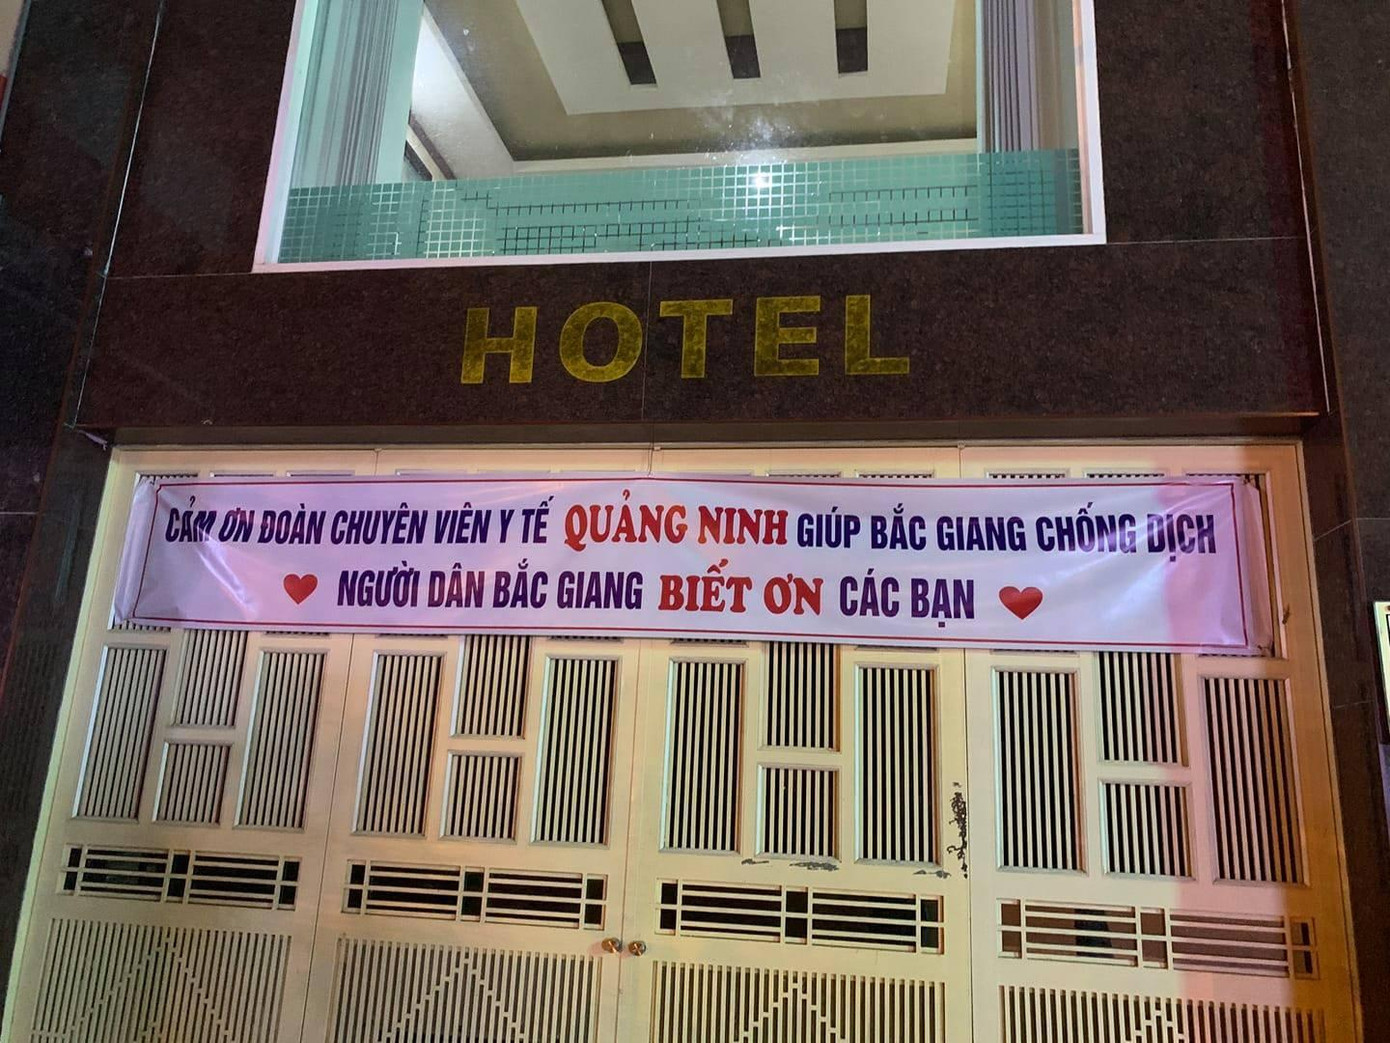 HOTEL
CẢM ƠN ĐOÀN CHUYÊN VIÊN Y TẾ QUẢNG NINH GIÚP BẮC GIANG CHỐNG DỊCH
NGƯỜI DÂN BẮC GIANG BIẾT ƠN CÁC BẠN